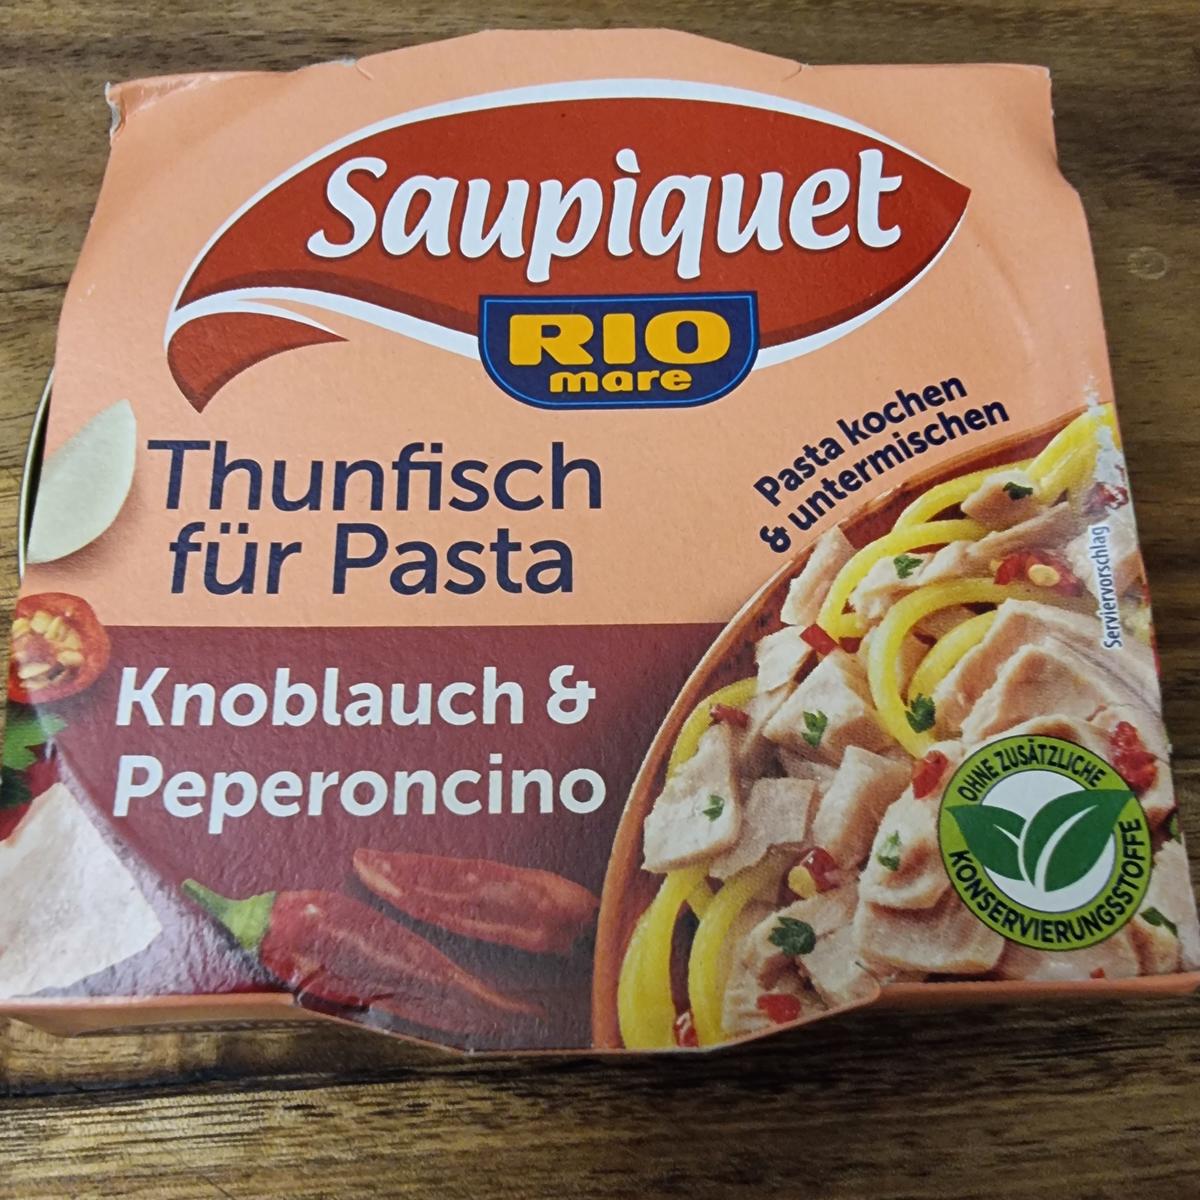 Saupiquet
RIO
mare
Pasta kochen
& untermischen
Thunfisch
für Pasta
Serviervorschlag
Knoblauch &
Peperoncino
OHNE ZUSÄTZLICHE
KONSERVIERUNGSSTOFFE